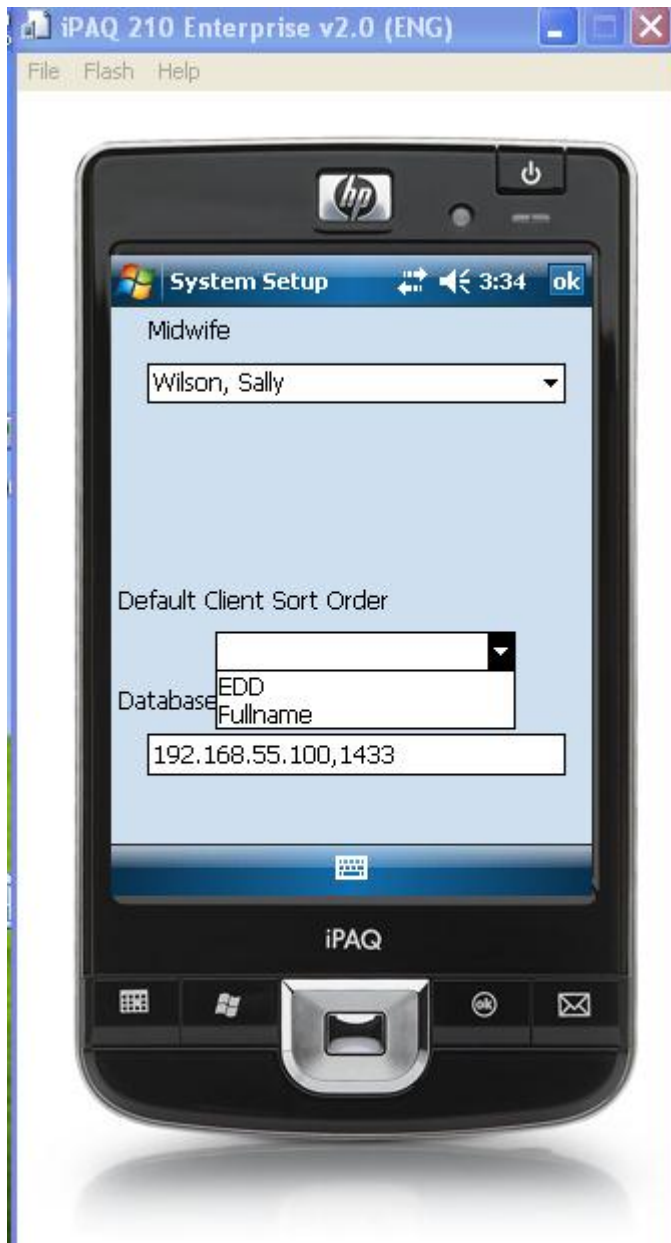 iPAQ 210 Enterprise v2.0 (ENG)
File Flash Help
hp
System Setup 3:34 ok
Midwife
Wilson, Sally
Default Client Sort Order
EDD
Database
Fullname
192.168.55.100,1433
iPAQ
ok